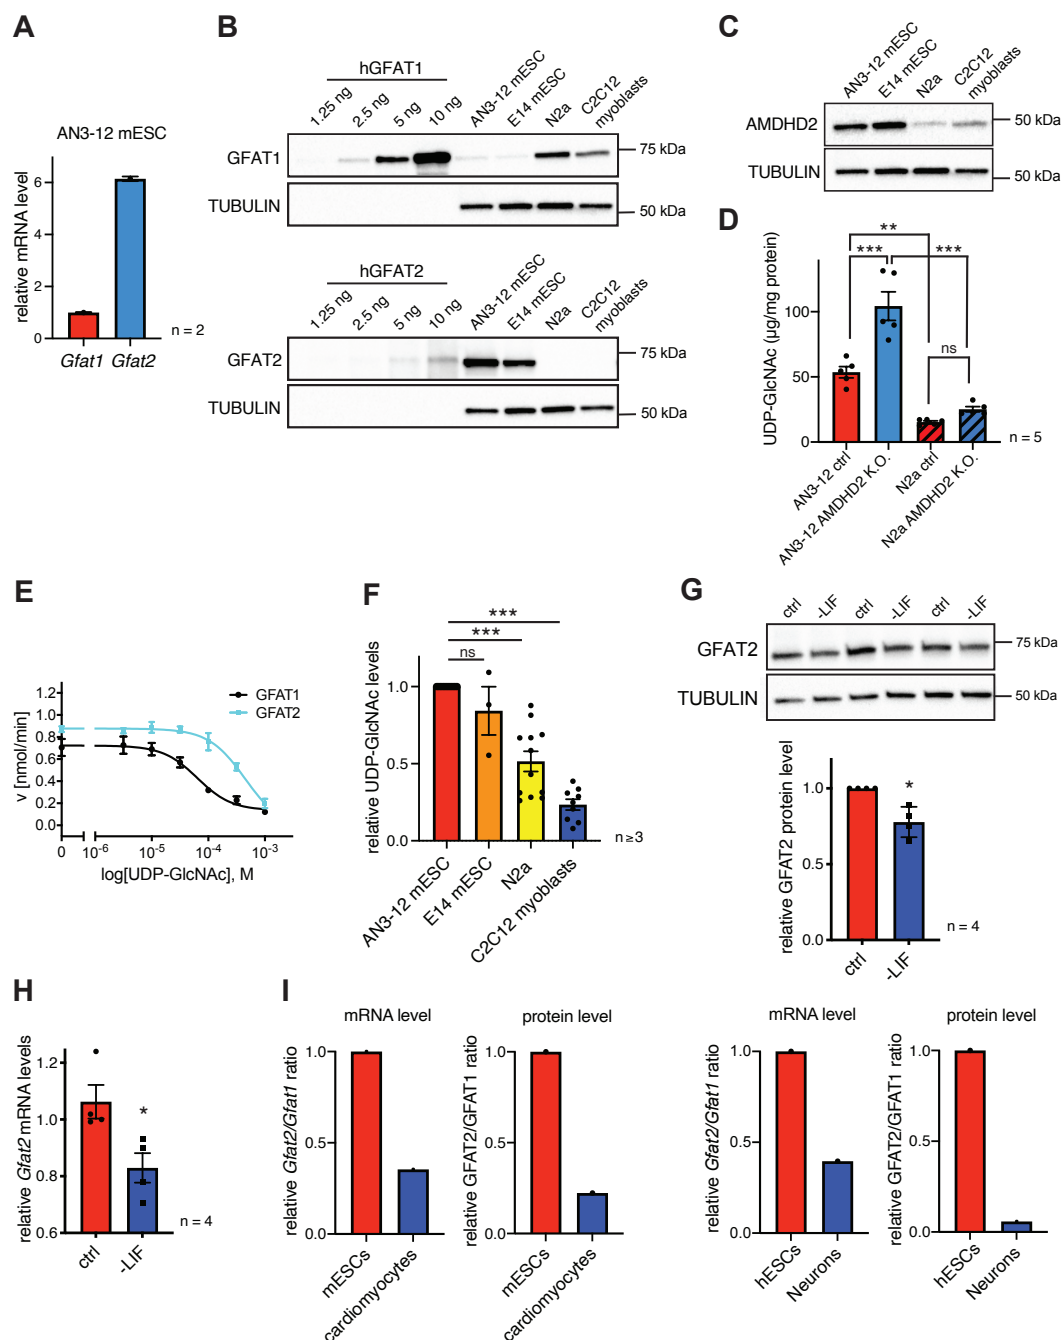 A
AN3-12 mESC
relative mRNA level
6
4
2
0
Gfat1 Gfat2
n = 2
B
hGFAT1
1.25 ng
2.5 ng
5 ng
10 ng
AN3-12 mESC
E14 mESC
N2a
C2C12 myoblasts
GFAT1
75 kDa
TUBULIN
50 kDa
hGFAT2
1.25 ng
2.5 ng
5 ng
10 ng
AN3-12 mESC
E14 mESC
N2a
C2C12 myoblasts
GFAT2
75 kDa
TUBULIN
50 kDa
C
AN3-12 mESC
E14 mESC
N2a
C2C12 myoblasts
AMDHD2
50 kDa
TUBULIN
50 kDa
D
UDP-GlcNAc (µg/mg protein)
100
50
0
**
***
***
ns
n = 5
AN3-12 ctrl
AN3-12 AMDHD2 K.O.
N2a ctrl
N2a AMDHD2 K.O.
E
v [nmol/min]
1.2
1.0
0.8
0.6
0.4
0.2
0.0
GFAT1
GFAT2
0
10-6
10-5
10-4
10-3
log[UDP-GlcNAc], M
F
relative UDP-GlcNAc levels
1.0
0.5
0.0
***
***
ns
n ≥ 3
AN3-12 mESC
E14 mESC
N2a
C2C12 myoblasts
G
ctrl
-LIF
ctrl
-LIF
ctrl
-LIF
GFAT2
75 kDa
TUBULIN
50 kDa
relative GFAT2 protein level
1.0
0.5
0.0
*
n = 4
ctrl
-LIF
H
relative Gfat2 mRNA levels
1.2
1.0
0.8
0.6
*
n = 4
ctrl
-LIF
I
mRNA level
relative Gfat2/Gfat1 ratio
1.0
0.5
0.0
mESCs
cardiomyocytes
protein level
relative GFAT2/GFAT1 ratio
1.0
0.5
0.0
mESCs
cardiomyocytes
mRNA level
relative Gfat2/Gfat1 ratio
1.0
0.5
0.0
hESCs
Neurons
protein level
relative GFAT2/GFAT1 ratio
1.0
0.5
0.0
hESCs
Neurons